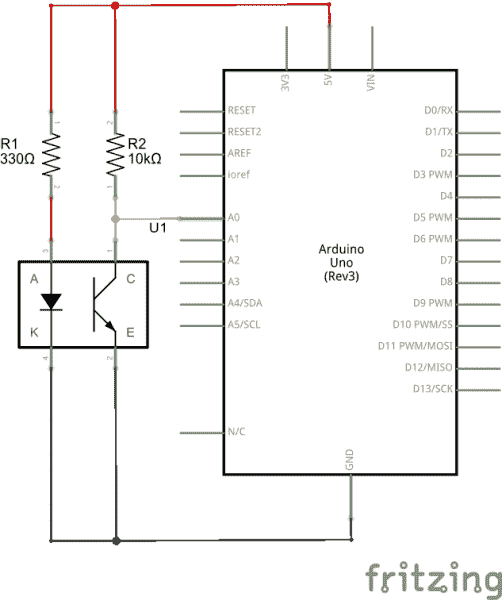 3V3
5V
VIN
RESET
RESET2
AREF
ioref
A0
A1
A2
A3
A4/SDA
A5/SCL
N/C
D0/RX
D1/TX
D2
D3 PWM
D4
D5 PWM
D6 PWM
D7
D8
D9 PWM
D10 PWM/SS
D11 PWM/MOSI
D12/MISO
D13/SCK
GND
Arduino
Uno
(Rev3)
1
R1
330Ω
2
2
R2
10kΩ
1
U1
3
1
A
C
K
E
4
2
fritzing